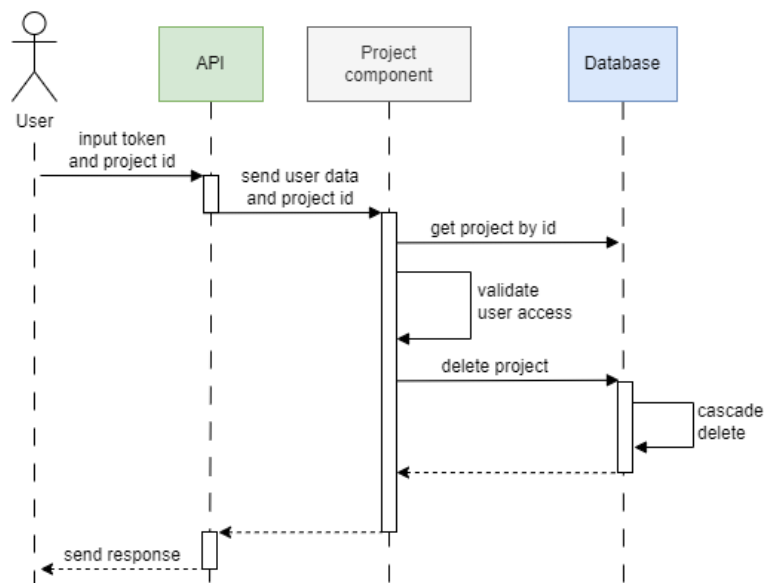 API
Project
component
Database
User
input token
and project id
send user data
and project id
get project by id
validate
user access
delete project
cascade
delete
send response